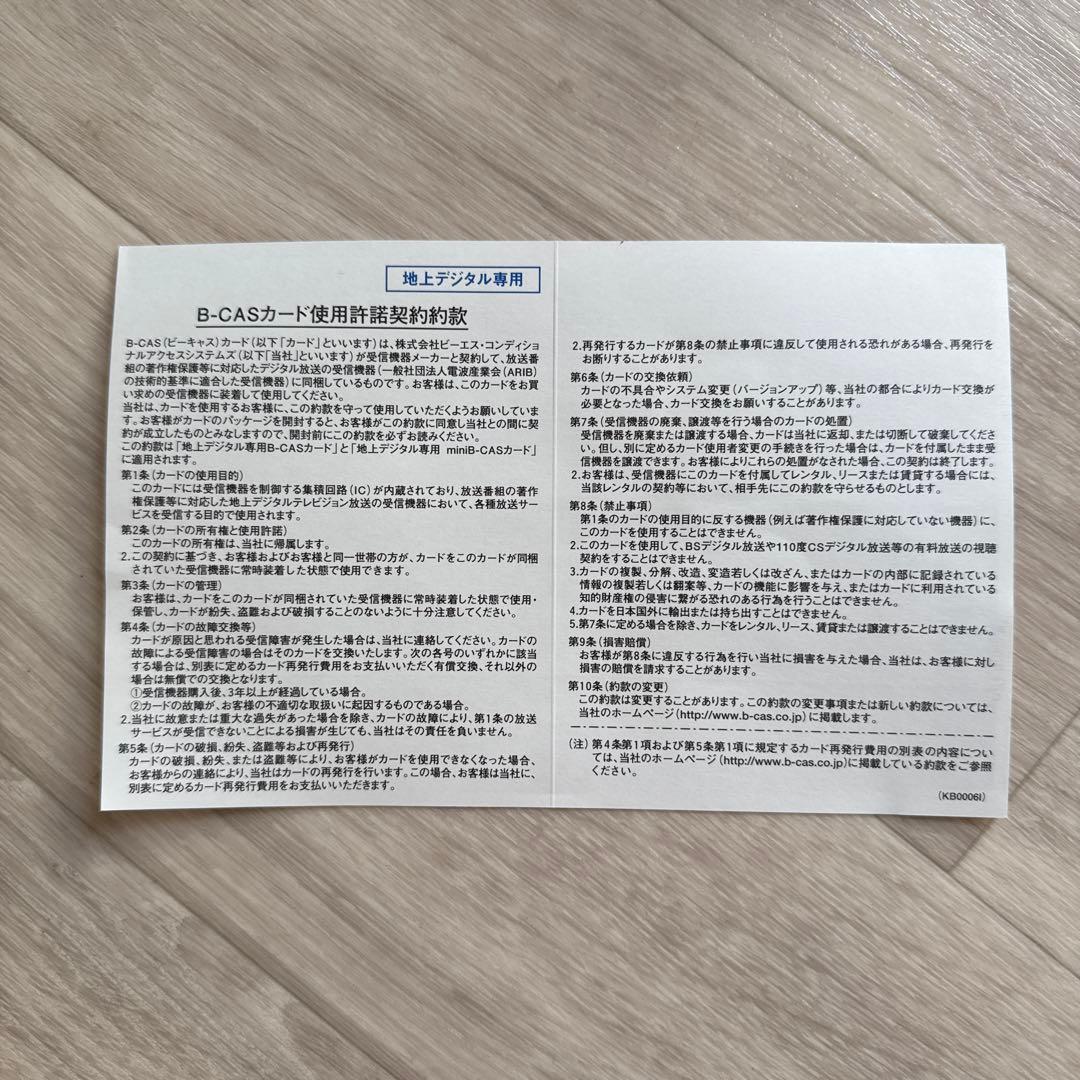 地上デジタル専用
B-CASカード使用許諾契約約款
B-CAS(ビーキャス)カード(以下「カード」といいます)は、株式会社ビーエス・コンディショ
ナルアクセスシステムズ(以下「当社」といいます)が受信機器メーカーと契約して、放送番
組の著作権保護等に対応したデジタル放送の受信機器(一般社団法人電波産業会(ARIB)
の技術的基準に適合した受信機器)に同梱しているものです。お客様は、このカードをお買
い求めの受信機器に装着して使用してください。
当社は、カードを使用するお客様に、この約款を守って使用していただくようお願いしていま
す。お客様がカードのパッケージを開封すると、お客様がこの約款に同意し当社との間に契
約が成立したものとみなしますので、開封前にこの約款を必ずお読みください。
この約款は「地上デジタル専用B-CASカード」と「地上デジタル専用 miniB-CASカード」
に適用されます。
第1条(カードの使用目的)
このカードには受信機器を制御する集積回路(IC)が内蔵されており、放送番組の著作
権保護等に対応した地上デジタルテレビジョン放送の受信機器において、各種放送サー
ビスを受信する目的で使用されます。
第2条(カードの所有権と使用許諾)
このカードの所有権は、当社に帰属します。
2.この契約に基づき、お客様およびお客様と同一世帯の方が、カードをこのカードが同梱
されていた受信機器に常時装着した状態で使用できます。
第3条(カードの管理)
お客様は、カードをこのカードが同梱されていた受信機器に常時装着した状態で使用・
保管し、カードが紛失、盗難および破損することのないように十分注意してください。
第4条(カードの故障交換等)
カードが原因と思われる受信障害が発生した場合は、当社に連絡してください。カードの
故障による受信障害の場合はそのカードを交換いたします。次の各号のいずれかに該当
する場合は、別表に定めるカード再発行費用をお支払いいただく有償交換、それ以外の
場合は無償での交換となります。
①受信機器購入後、3年以上が経過している場合。
②カードの故障が、お客様の不適切な取扱いに起因するものである場合。
2.当社に故意または重大な過失があった場合を除き、カードの故障により、第1条の放送
サービスが受信できないことによる損害が生じても、当社はその責任を負いません。
第5条(カードの破損、紛失、盗難等および再発行)
カードの破損、紛失、または盗難等により、お客様がカードを使用できなくなった場合、
お客様からの連絡により、当社はカードの再発行を行います。この場合、お客様は当社に、
別表に定めるカード再発行費用をお支払いいただきます。
2.再発行するカードが第8条の禁止事項に違反して使用される恐れがある場合、再発行を
お断りすることがあります。
第6条(カードの交換依頼)
カードの不具合やシステム変更(バージョンアップ)等、当社の都合によりカード交換が
必要となった場合、カード交換をお願いすることがあります。
第7条(受信機器の廃棄、譲渡等を行う場合のカードの処置)
受信機器を廃棄または譲渡する場合、カードは当社に返却、または切断して破棄してくださ
い。但し、別に定めるカード使用者変更の手続きを行った場合は、カードを付属したまま受
信機器を譲渡できます。お客様によりこれらの処置がなされた場合、この契約は終了します。
2.お客様は、受信機器にこのカードを付属してレンタル、リースまたは賃貸する場合には、
当該レンタルの契約等において、相手先にこの約款を守らせるものとします。
第8条(禁止事項)
第1条のカードの使用目的に反する機器(例えば著作権保護に対応していない機器)に、
このカードを使用することはできません。
2.このカードを使用して、BSデジタル放送や110度CSデジタル放送等の有料放送の視聴
契約をすることはできません。
3.カードの複製、分解、改造、変造若しくは改ざん、またはカードの内部に記録されている
情報の複製若しくは翻案等、カードの機能に影響を与え、またはカードに利用されている
知的財産権の侵害に繋がる恐れのある行為を行うことはできません。
4.カードを日本国外に輸出または持ち出すことはできません。
5.第7条に定める場合を除き、カードをレンタル、リース、賃貸または譲渡することはできません。
第9条(損害賠償)
お客様が第8条に違反する行為を行い当社に損害を与えた場合、当社は、お客様に対し
損害の賠償を請求することがあります。
第10条(約款の変更)
この約款は変更することがあります。この約款の変更事項または新しい約款については、
当社のホームページ(http://www.b-cas.co.jp)に掲載します。
(注)第4条第1項および第5条第1項に規定するカード再発行費用の別表の内容につい
ては、当社のホームページ(http://www.b-cas.co.jp)に掲載している約款をご参照
ください。
(KB0006I)